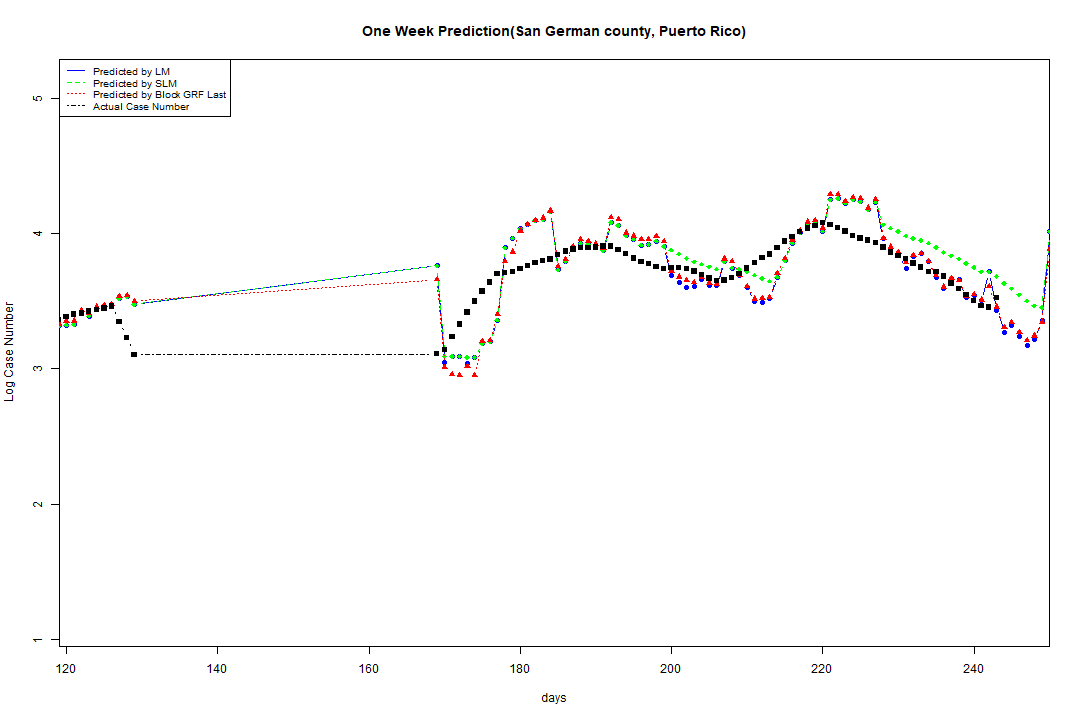 One Week Prediction(San German county, Puerto Rico)
Predicted by LM
Predicted by SLM
Predicted by Block GRF Last
Actual Case Number
5
4
3
2
1
Log Case Number
120 140 160 180 200 220 240
days